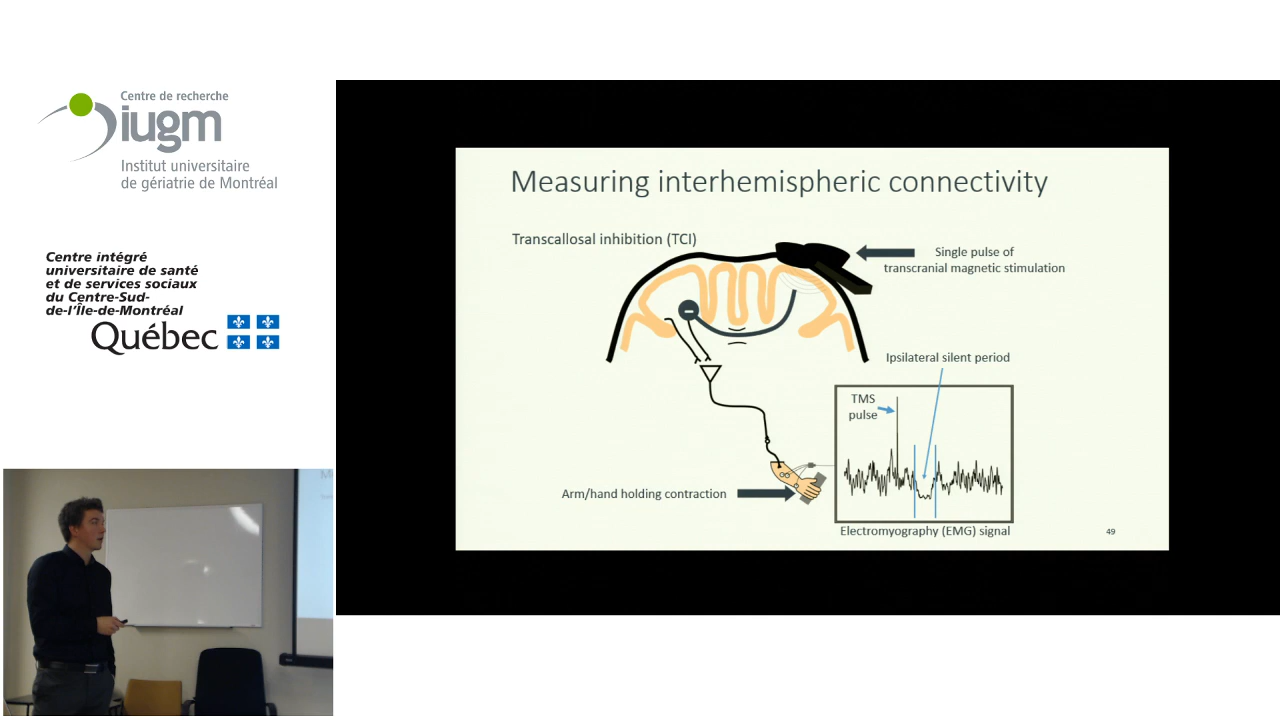 Centre de recherche
iugm
Institut universitaire
de gériatrie de Montréal
Centre intégré
universitaire de santé
et de services sociaux
du Centre-Sud-
de-l'Île-de-Montréal
Québec
Measuring interhemispheric connectivity
Transcallosal inhibition (TCI)
Single pulse of
transcranial magnetic stimulation
Ipsilateral silent period
TMS
pulse
Arm/hand holding contraction
Electromyography (EMG) signal
49